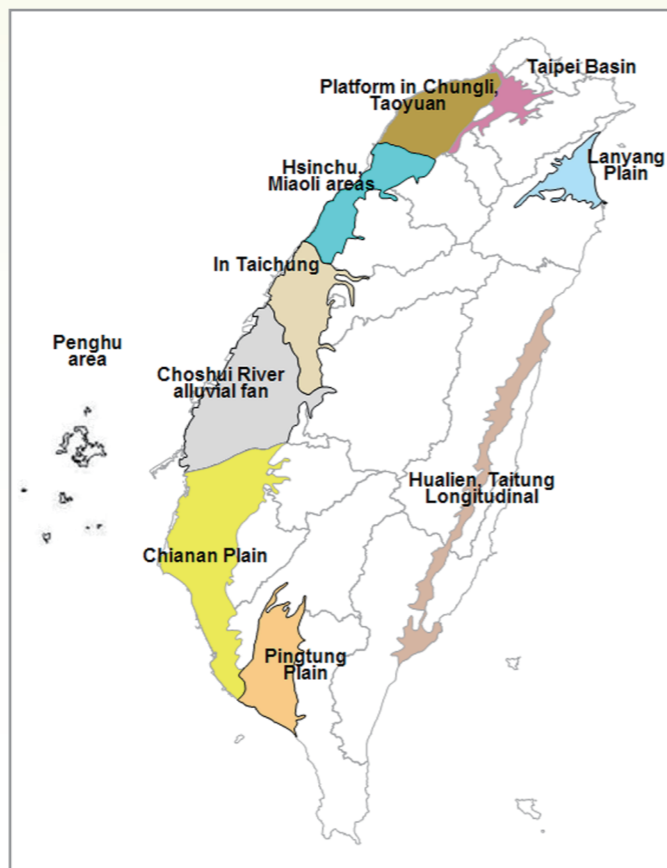 Taipei Basin
Platform in Chungli,
Taoyuan
Lanyang
Plain
Hsinchu,
Miaoli areas
In Taichung
Penghu
area
Choshui River
alluvial fan
Hualien, Taitung
Longitudinal
Chianan Plain
Pingtung
Plain